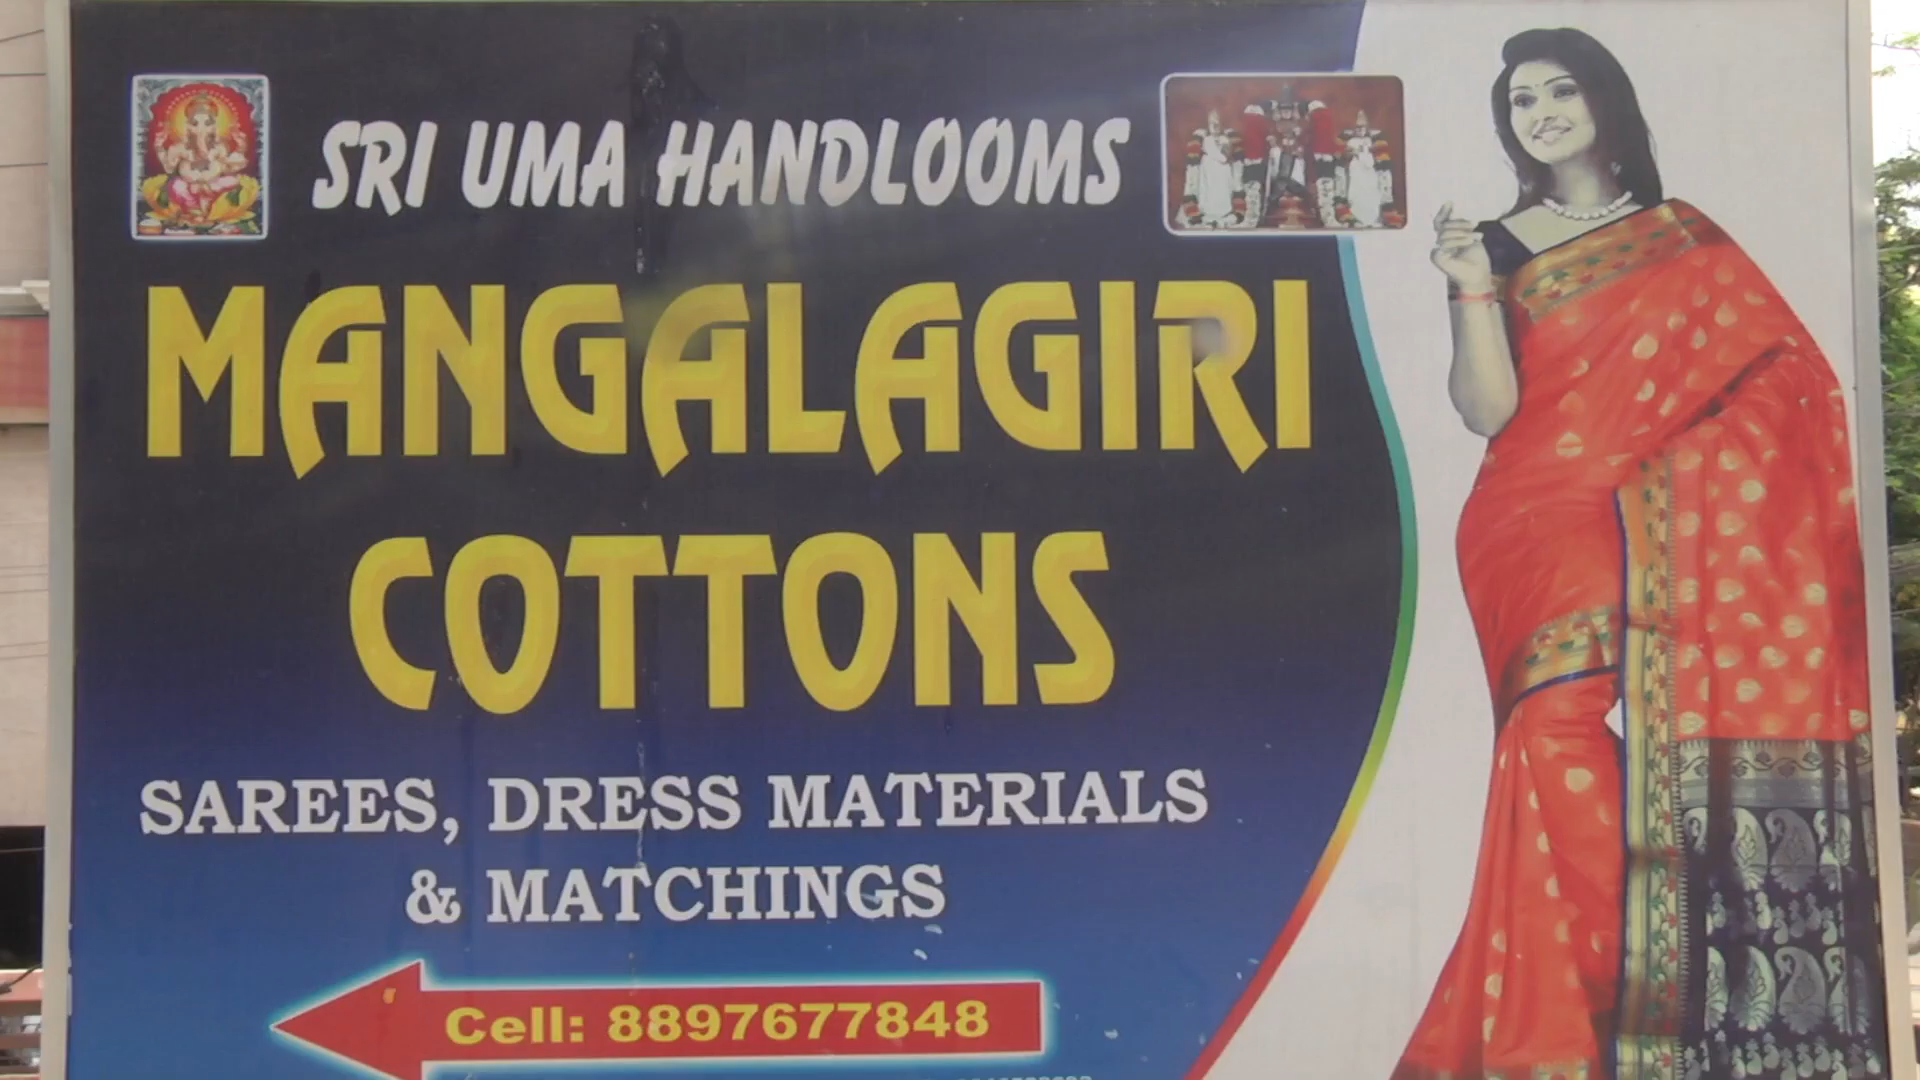 SRI UMA HANDLOOMS
MANGALAGIRI
COTTONS
SAREES, DRESS MATERIALS
& MATCHINGS
Cell: 8897677848